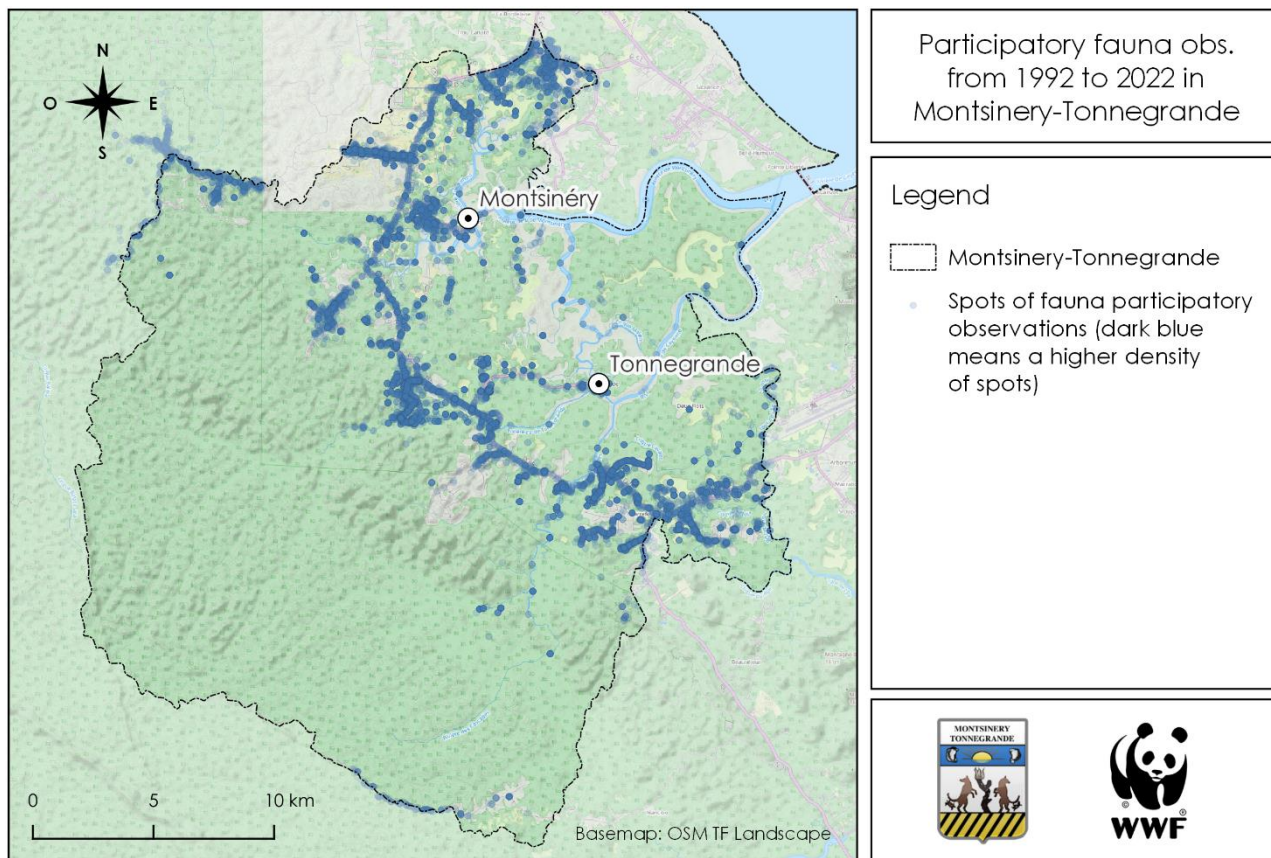 Participatory fauna obs.
from 1992 to 2022 in
Montsinery-Tonnegrande
N
O
E
S
Montsinéry
Tonnegrande
0
5
10 km
Basemap: OSM TF Landscape
Legend
Montsinery-Tonnegrande
Spots of fauna participatory
observations (dark blue
means a higher density
of spots)
MONTSINERY
TONNEGRANDE
©
®
WWF